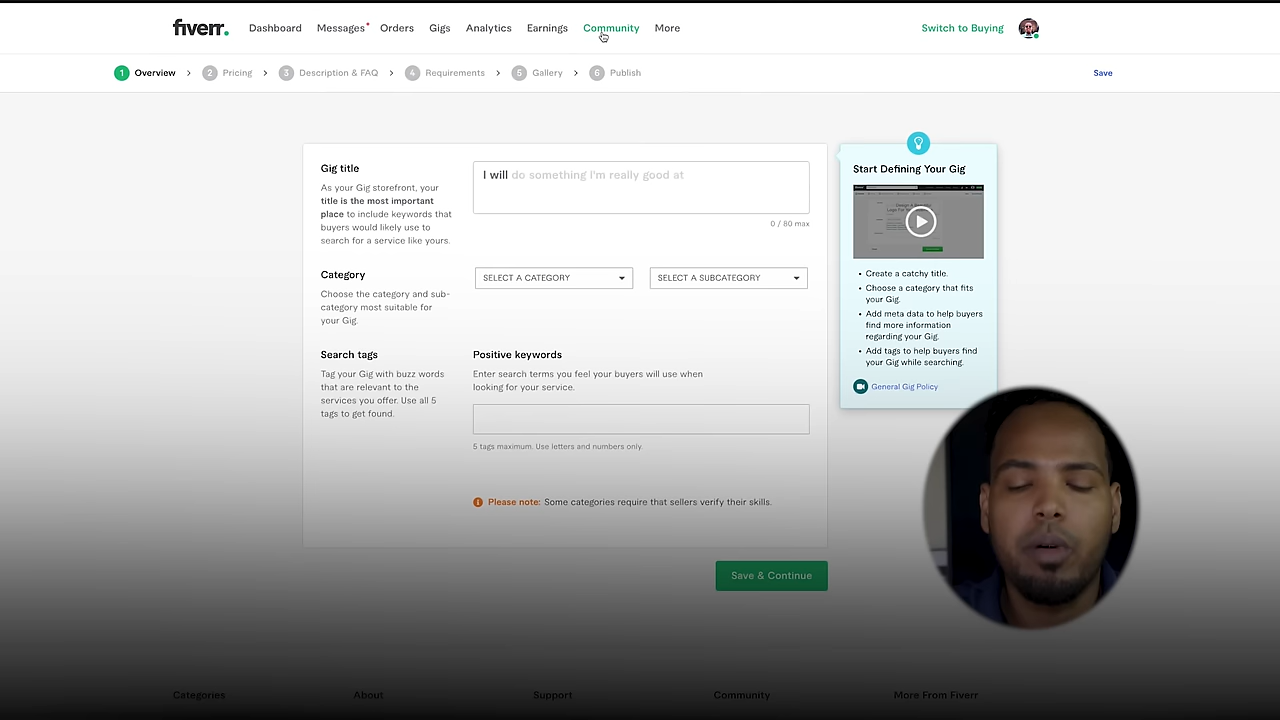 fiverr.
Dashboard
Messages
Orders
Gigs
Analytics
Earnings
Community
More
Switch to Buying
1 Overview
2 Pricing
3 Description & FAQ
4 Requirements
5 Gallery
6 Publish
Save
Gig title
As your Gig storefront, your
title is the most important
place to include keywords that
buyers would likely use to
search for a service like yours.
I will do something I'm really good at
0 / 80 max
Category
Choose the category and sub-
category most suitable for
your Gig.
SELECT A CATEGORY
SELECT A SUBCATEGORY
Search tags
Tag your Gig with buzz words
that are relevant to the
services you offer. Use all 5
tags to get found.
Positive keywords
Enter search terms you feel your buyers will use when
looking for your service.
5 tags maximum. Use letters and numbers only.
Please note: Some categories require that sellers verify their skills.
Save & Continue
Start Defining Your Gig
• Create a catchy title.
• Choose a category that fits
your Gig.
• Add meta data to help buyers
find more information
regarding your Gig.
• Add tags to help buyers find
your Gig while searching.
General Gig Policy
Categories
About
Support
Community
More From Fiverr